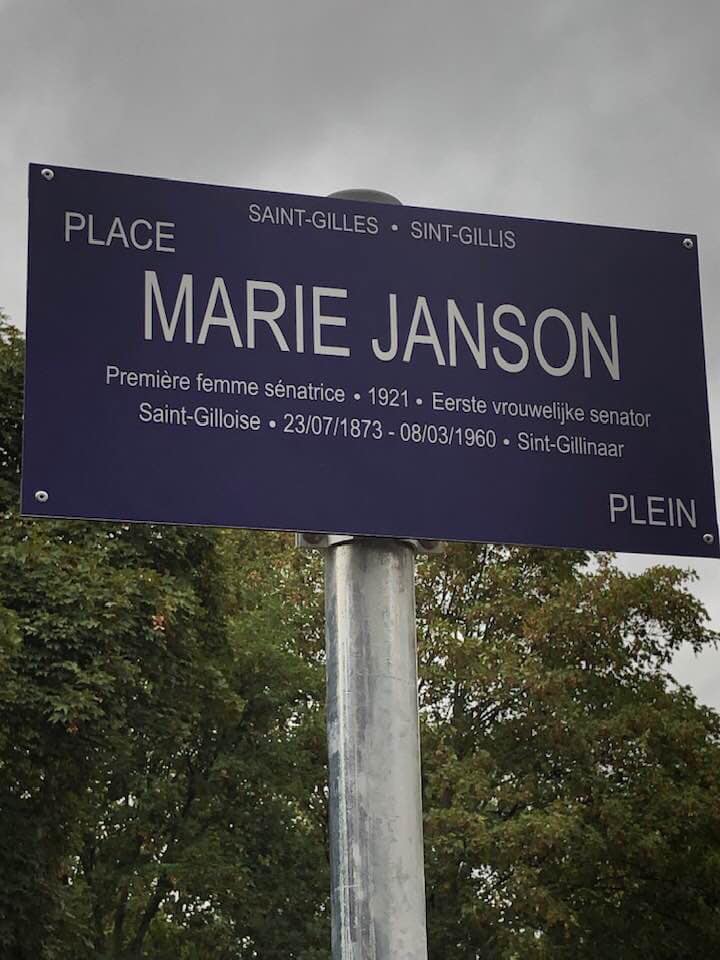 SAINT-GILLES • SINT-GILLIS
PLACE
MARIE JANSON
Première femme sénatrice • 1921 • Eerste vrouwelijke senator
Saint-Gilloise • 23/07/1873 - 08/03/1960 • Sint-Gillinaar
PLEIN